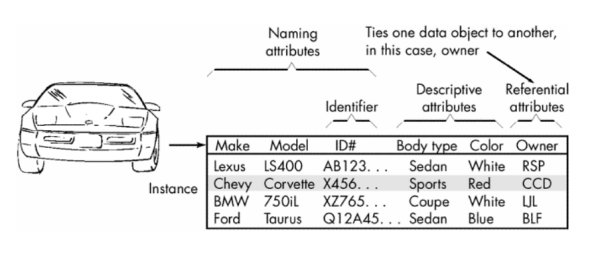 Naming
attributes
Ties one data object to another,
in this case, owner
Identifier
Descriptive
attributes
Referential
attributes
Make Model ID# Body type Color Owner
Lexus LS400 AB123. . . Sedan White RSP
Instance
Chevy Corvette X456. . . Sports Red CCD
BMW 750iL XZ765. . . Coupe White LJL
Ford Taurus Q12A45. . . Sedan Blue BLF